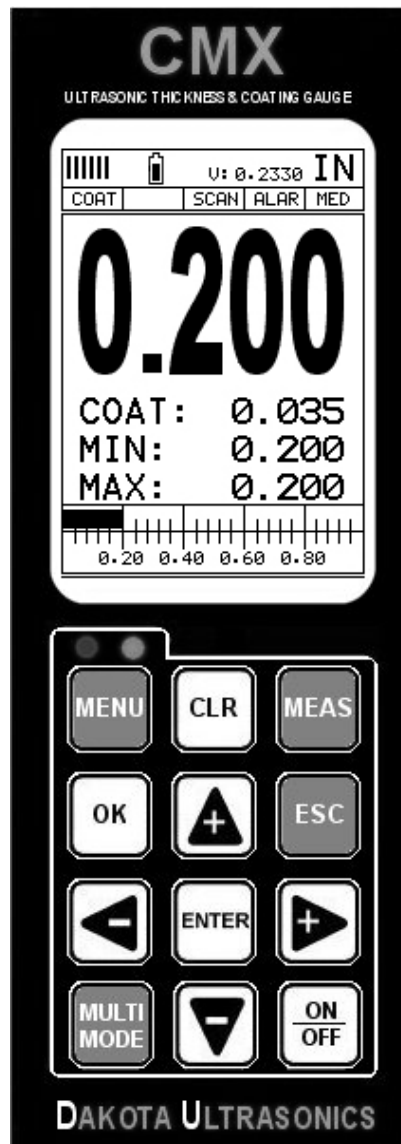 CMX
ULTRASONIC THICKNESS & COATING GAUGE
V: 0.2330 IN
COAT SCAN ALAR MED
0.200
COAT: 0.035
MIN: 0.200
MAX: 0.200
0.20 0.40 0.60 0.80
MENU CLR MEAS
OK + ESC
- ENTER +
MULTI MODE - ON OFF
DAKOTA ULTRASONICS